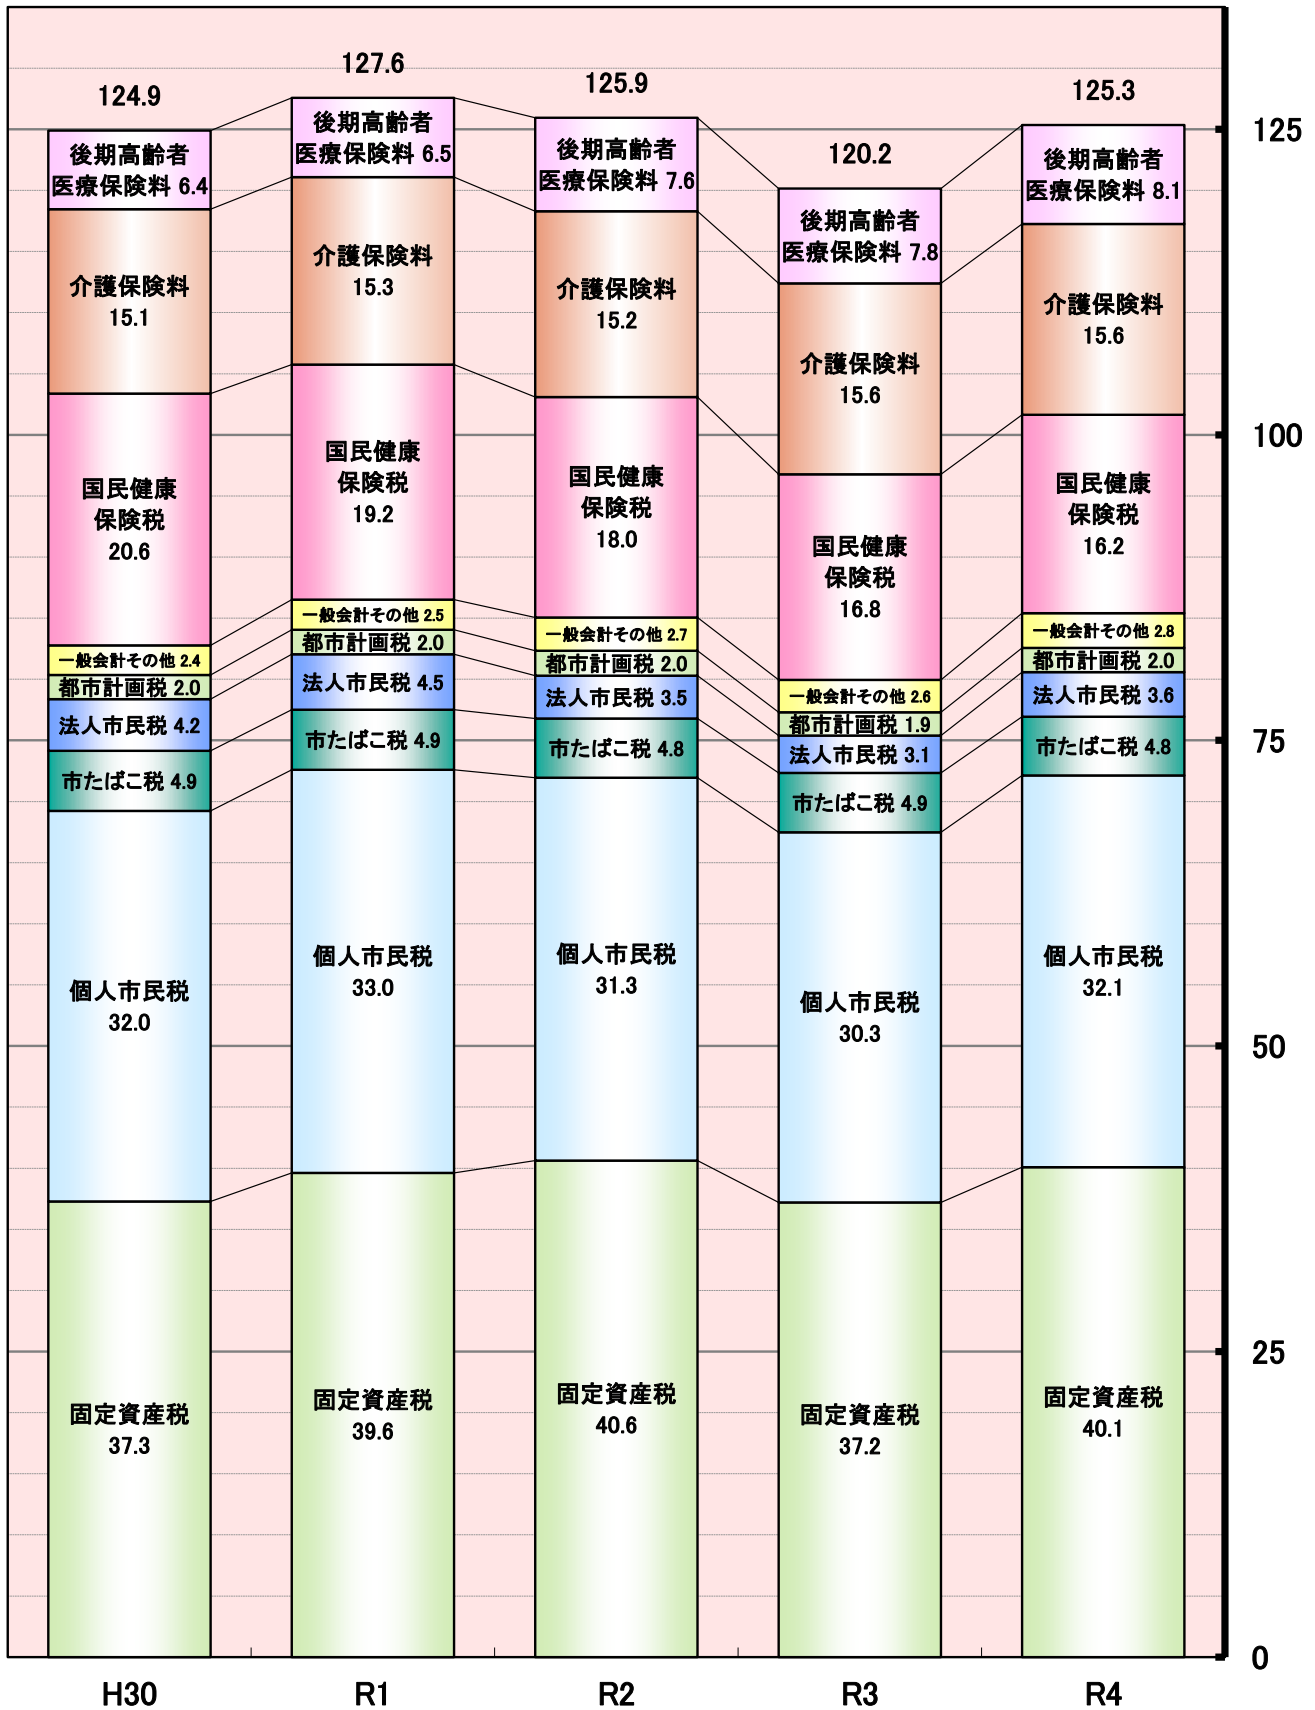 124.9
後期高齢者
医療保険料 6.4
介護保険料
15.1
国民健康
保険税
20.6
一般会計その他 2.4
都市計画税 2.0
法人市民税 4.2
市たばこ税 4.9
個人市民税
32.0
固定資産税
37.3
H30
127.6
後期高齢者
医療保険料 6.5
介護保険料
15.3
国民健康
保険税
19.2
一般会計その他 2.5
都市計画税 2.0
法人市民税 4.5
市たばこ税 4.9
個人市民税
33.0
固定資産税
39.6
R1
125.9
後期高齢者
医療保険料 7.6
介護保険料
15.2
国民健康
保険税
18.0
一般会計その他 2.7
都市計画税 2.0
法人市民税 3.5
市たばこ税 4.8
個人市民税
31.3
固定資産税
40.6
R2
120.2
後期高齢者
医療保険料 7.8
介護保険料
15.6
国民健康
保険税
16.8
一般会計その他 2.6
都市計画税 1.9
法人市民税 3.1
市たばこ税 4.9
個人市民税
30.3
固定資産税
37.2
R3
125.3
後期高齢者
医療保険料 8.1
介護保険料
15.6
国民健康
保険税
16.2
一般会計その他 2.8
都市計画税 2.0
法人市民税 3.6
市たばこ税 4.8
個人市民税
32.1
固定資産税
40.1
R4
125
100
75
50
25
0